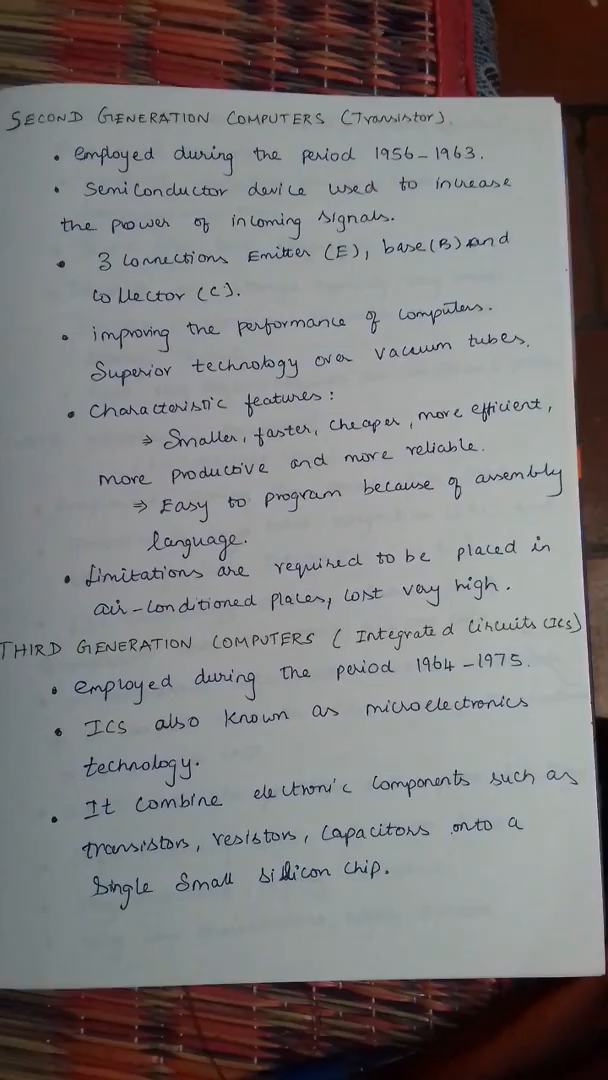 SECOND GENERATION COMPUTERS (Transistor).
• employed during the period 1956-1963.
• Semiconductor device used to increase
the power of incoming signals.
• 3 connections Emitter (E), base(B) and
collector (C).
• improving the performance of computers.
Superior technology over vacuum tubes.
• Characteristic features:
⇒ Smaller, faster, cheaper, more efficient,
more productive and more reliable.
⇒ Easy to program because of assembly
language.
• Limitations are required to be placed in
air-conditioned places, cost very high.
THIRD GENERATION COMPUTERS (Integrated Circuits (ICs)
• employed during the period 1964-1975.
• ICS also known as microelectronics
technology.
• It combine electronic components such as
transistors, resistors, capacitors onto a
single small sillicon chip.